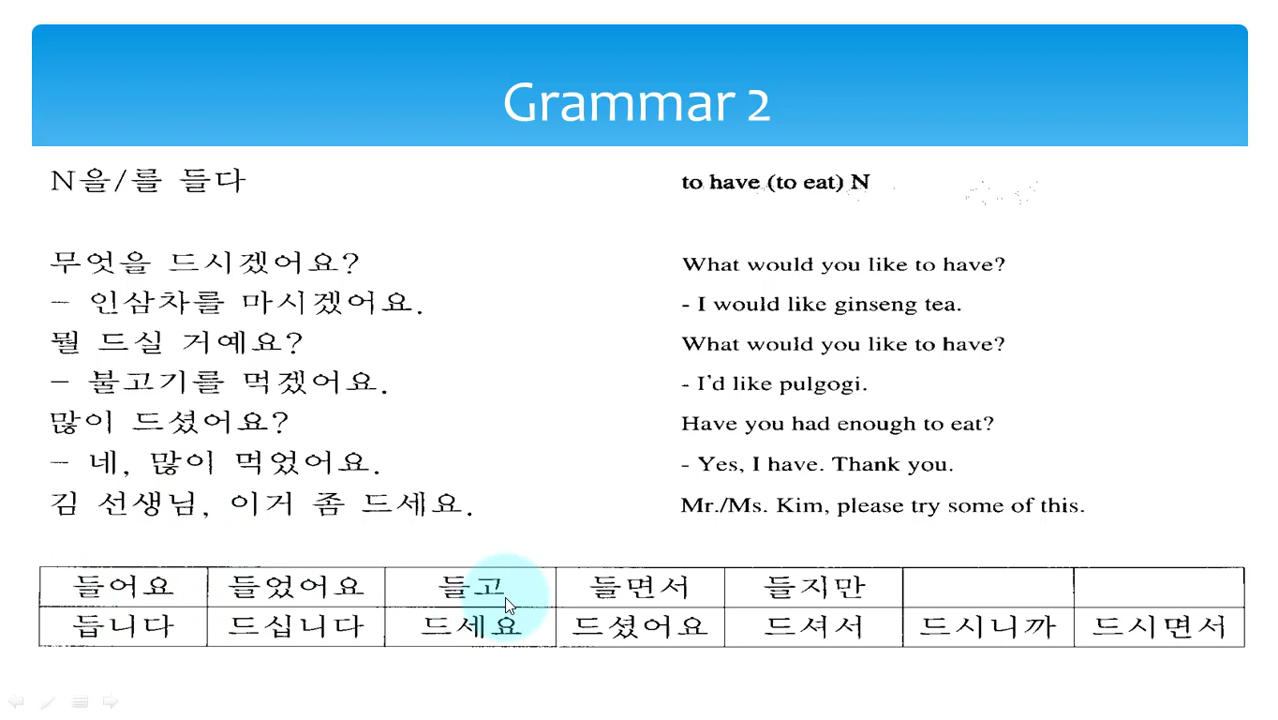 Grammar 2
N을/를 들다 to have (to eat) N
무엇을 드시겠어요? What would you like to have?
– 인삼차를 마시겠어요. - I would like ginseng tea.
뭘 드실 거예요? What would you like to have?
– 불고기를 먹겠어요. - I'd like pulgogi.
많이 드셨어요? Have you had enough to eat?
– 네, 많이 먹었어요. - Yes, I have. Thank you.
김 선생님, 이거 좀 드세요. Mr./Ms. Kim, please try some of this.
들어요 들었어요 들고 들면서 들지만
듭니다 드십니다 드세요 드셨어요 드셔서 드시니까 드시면서